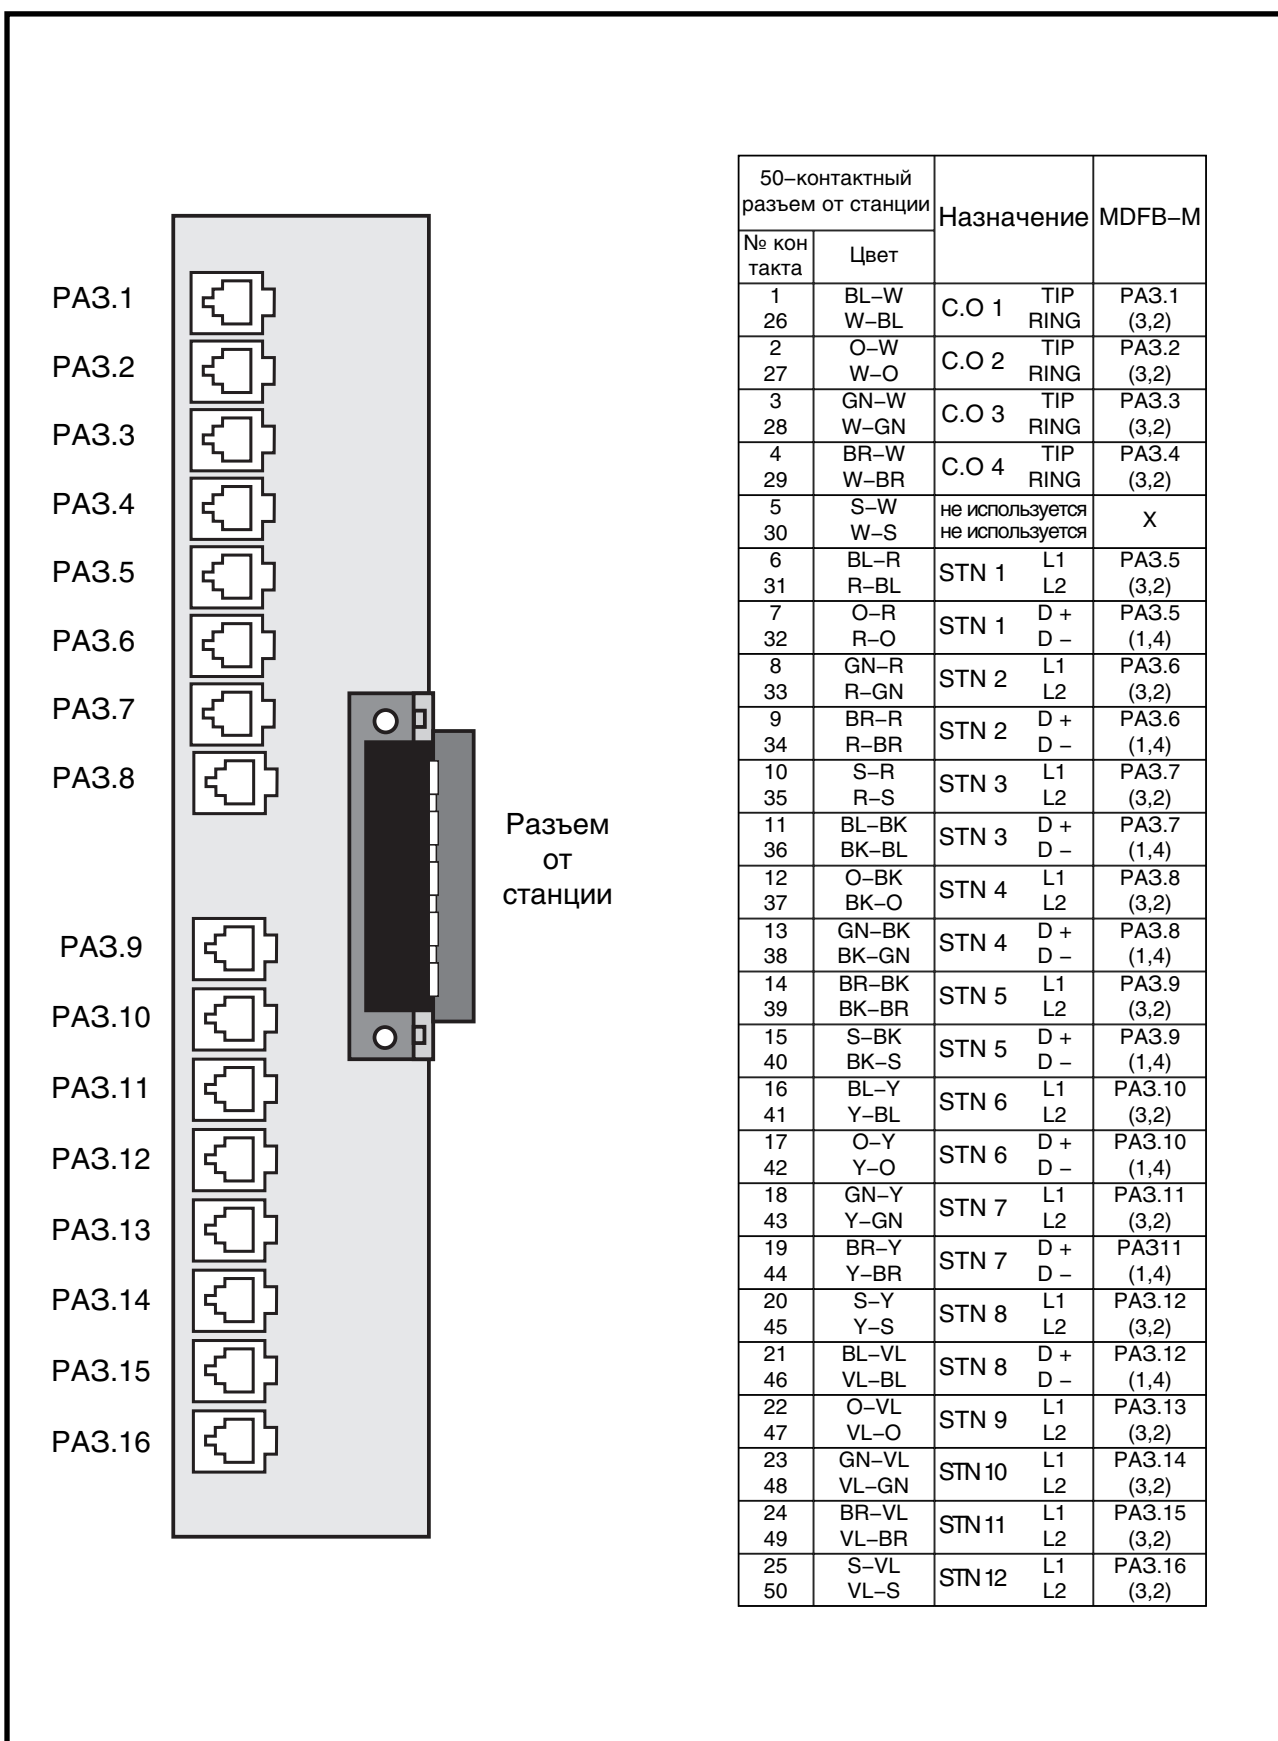 РАЗ.1
РАЗ.2
РАЗ.3
РАЗ.4
РАЗ.5
РАЗ.6
РАЗ.7
РАЗ.8
РАЗ.9
РАЗ.10
РАЗ.11
РАЗ.12
РАЗ.13
РАЗ.14
РАЗ.15
РАЗ.16
Разъем
от
станции
50–контактный
разъем от станции
Назначение
MDFB–M
№ кон
такта
Цвет
1 BL–W C.O 1 TIP РАЗ.1
26 W–BL RING (3,2)
2 O–W C.O 2 TIP РАЗ.2
27 W–O RING (3,2)
3 GN–W C.O 3 TIP РАЗ.3
28 W–GN RING (3,2)
4 BR–W C.O 4 TIP РАЗ.4
29 W–BR RING (3,2)
5 S–W не используется X
30 W–S не используется
6 BL–R STN 1 L1 РАЗ.5
31 R–BL L2 (3,2)
7 O–R STN 1 D + РАЗ.5
32 R–O D – (1,4)
8 GN–R STN 2 L1 РАЗ.6
33 R–GN L2 (3,2)
9 BR–R STN 2 D + РАЗ.6
34 R–BR D – (1,4)
10 S–R STN 3 L1 РАЗ.7
35 R–S L2 (3,2)
11 BL–BK STN 3 D + РАЗ.7
36 BK–BL D – (1,4)
12 O–BK STN 4 L1 РАЗ.8
37 BK–O L2 (3,2)
13 GN–BK STN 4 D + РАЗ.8
38 BK–GN D – (1,4)
14 BR–BK STN 5 L1 РАЗ.9
39 BK–BR L2 (3,2)
15 S–BK STN 5 D + РАЗ.9
40 BK–S D – (1,4)
16 BL–Y STN 6 L1 РАЗ.10
41 Y–BL L2 (3,2)
17 O–Y STN 6 D + РАЗ.10
42 Y–O D – (1,4)
18 GN–Y STN 7 L1 РАЗ.11
43 Y–GN L2 (3,2)
19 BR–Y STN 7 D + РАЗ11
44 Y–BR D – (1,4)
20 S–Y STN 8 L1 РАЗ.12
45 Y–S L2 (3,2)
21 BL–VL STN 8 D + РАЗ.12
46 VL–BL D – (1,4)
22 O–VL STN 9 L1 РАЗ.13
47 VL–O L2 (3,2)
23 GN–VL STN 10 L1 РАЗ.14
48 VL–GN L2 (3,2)
24 BR–VL STN 11 L1 РАЗ.15
49 VL–BR L2 (3,2)
25 S–VL STN 12 L1 РАЗ.16
50 VL–S L2 (3,2)